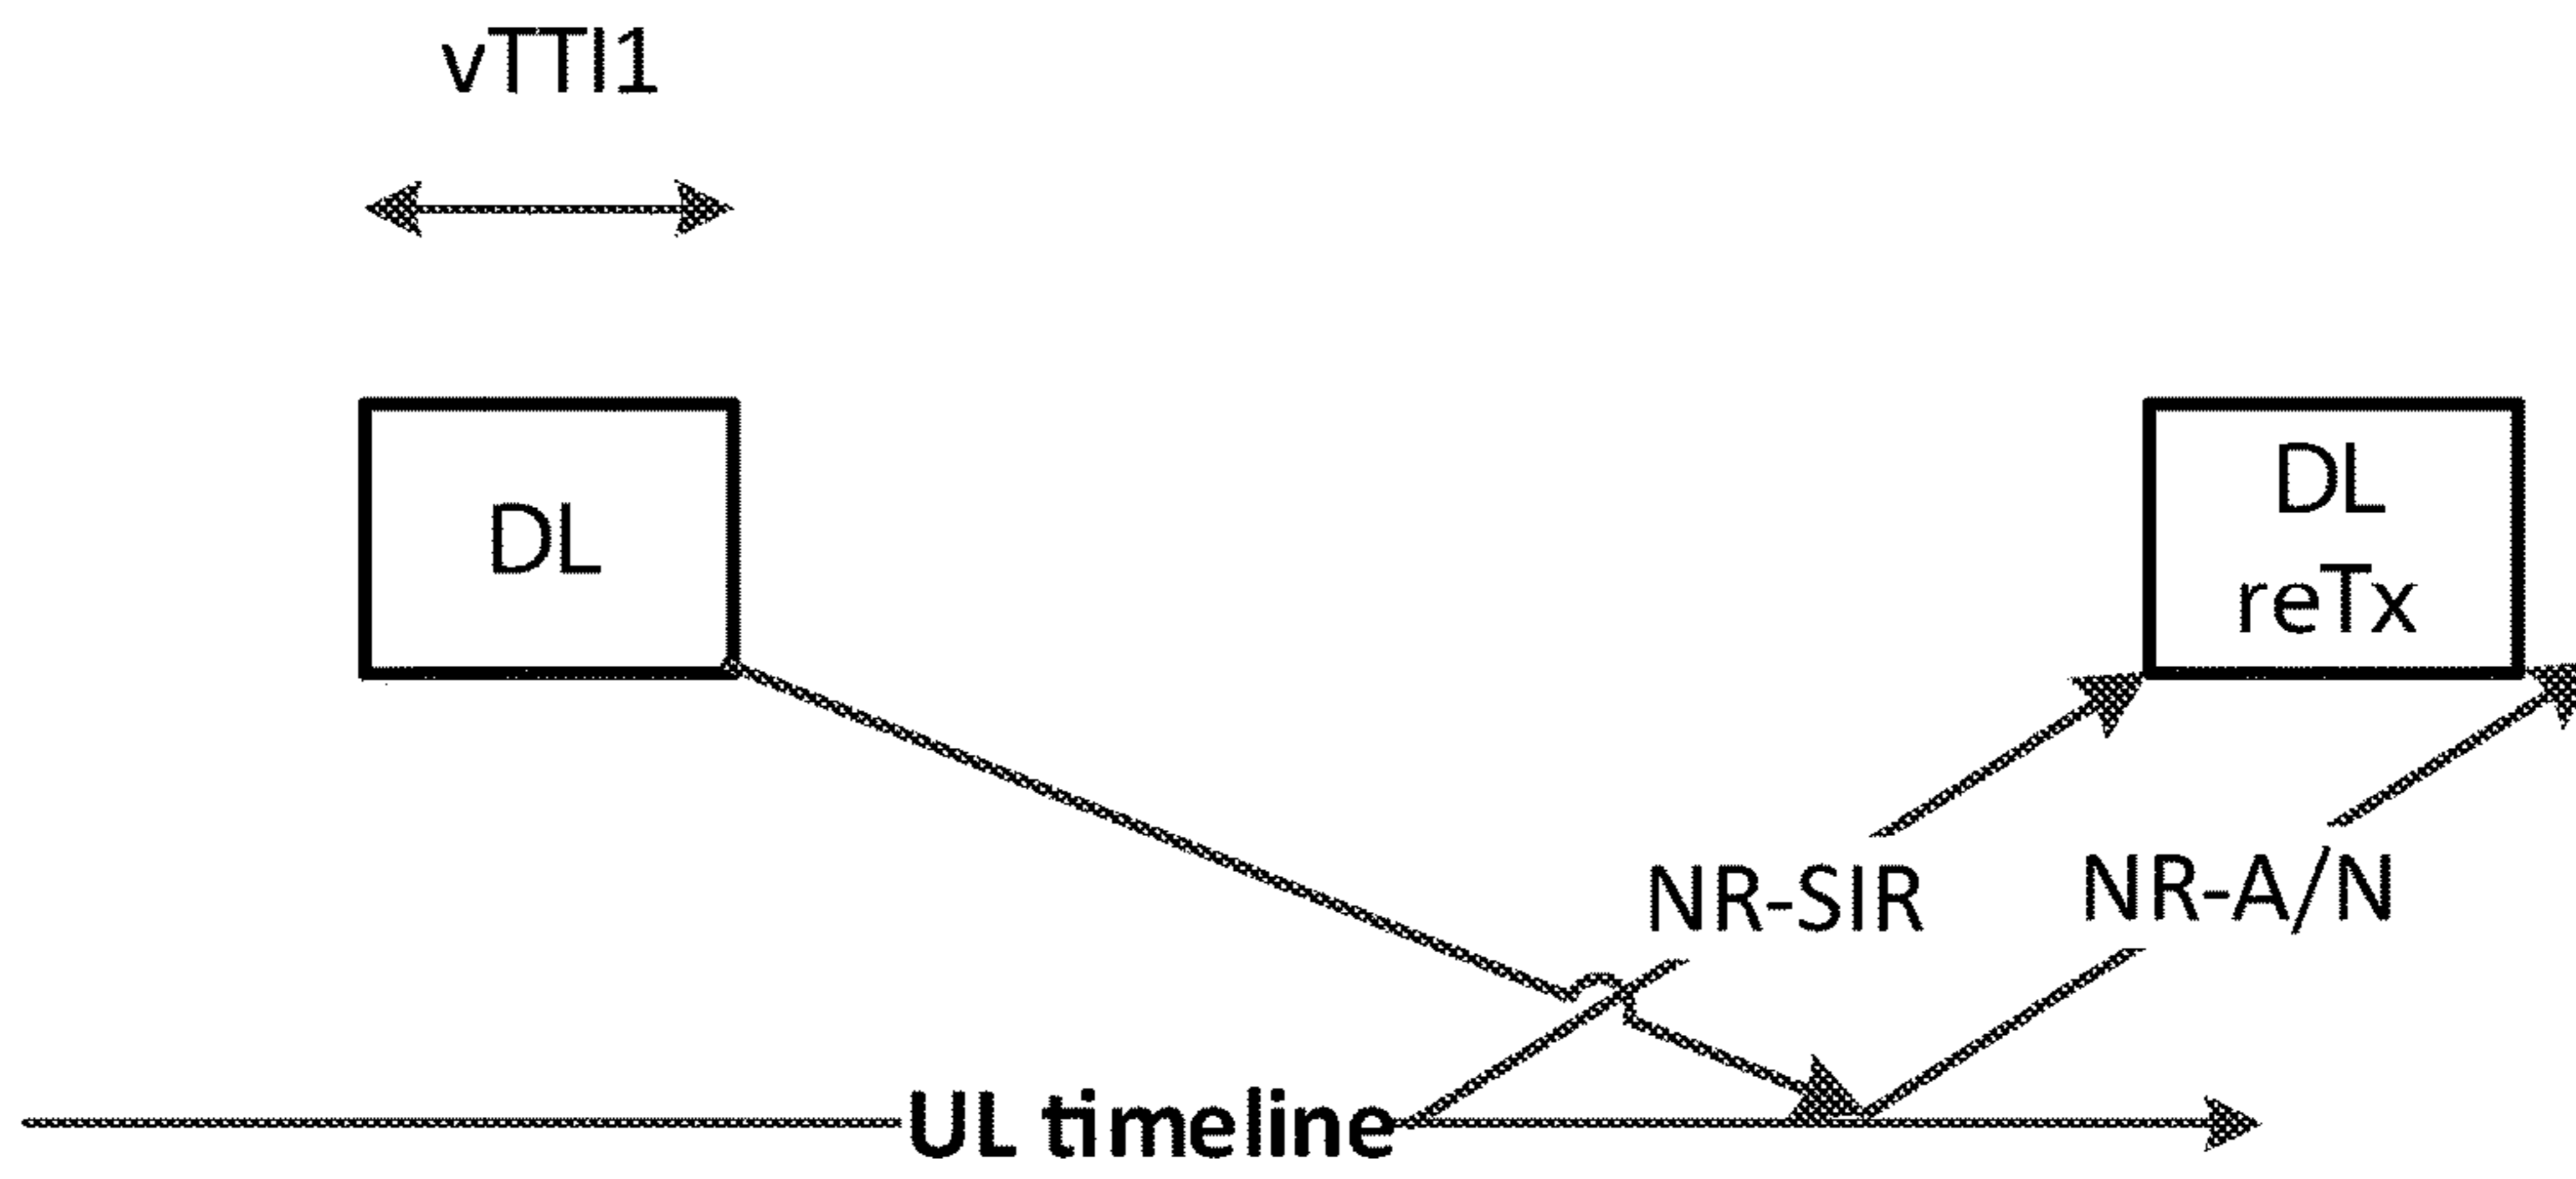 vTTI1
DL
DL
reTx
NR-SIR
NR-A/N
UL timeline